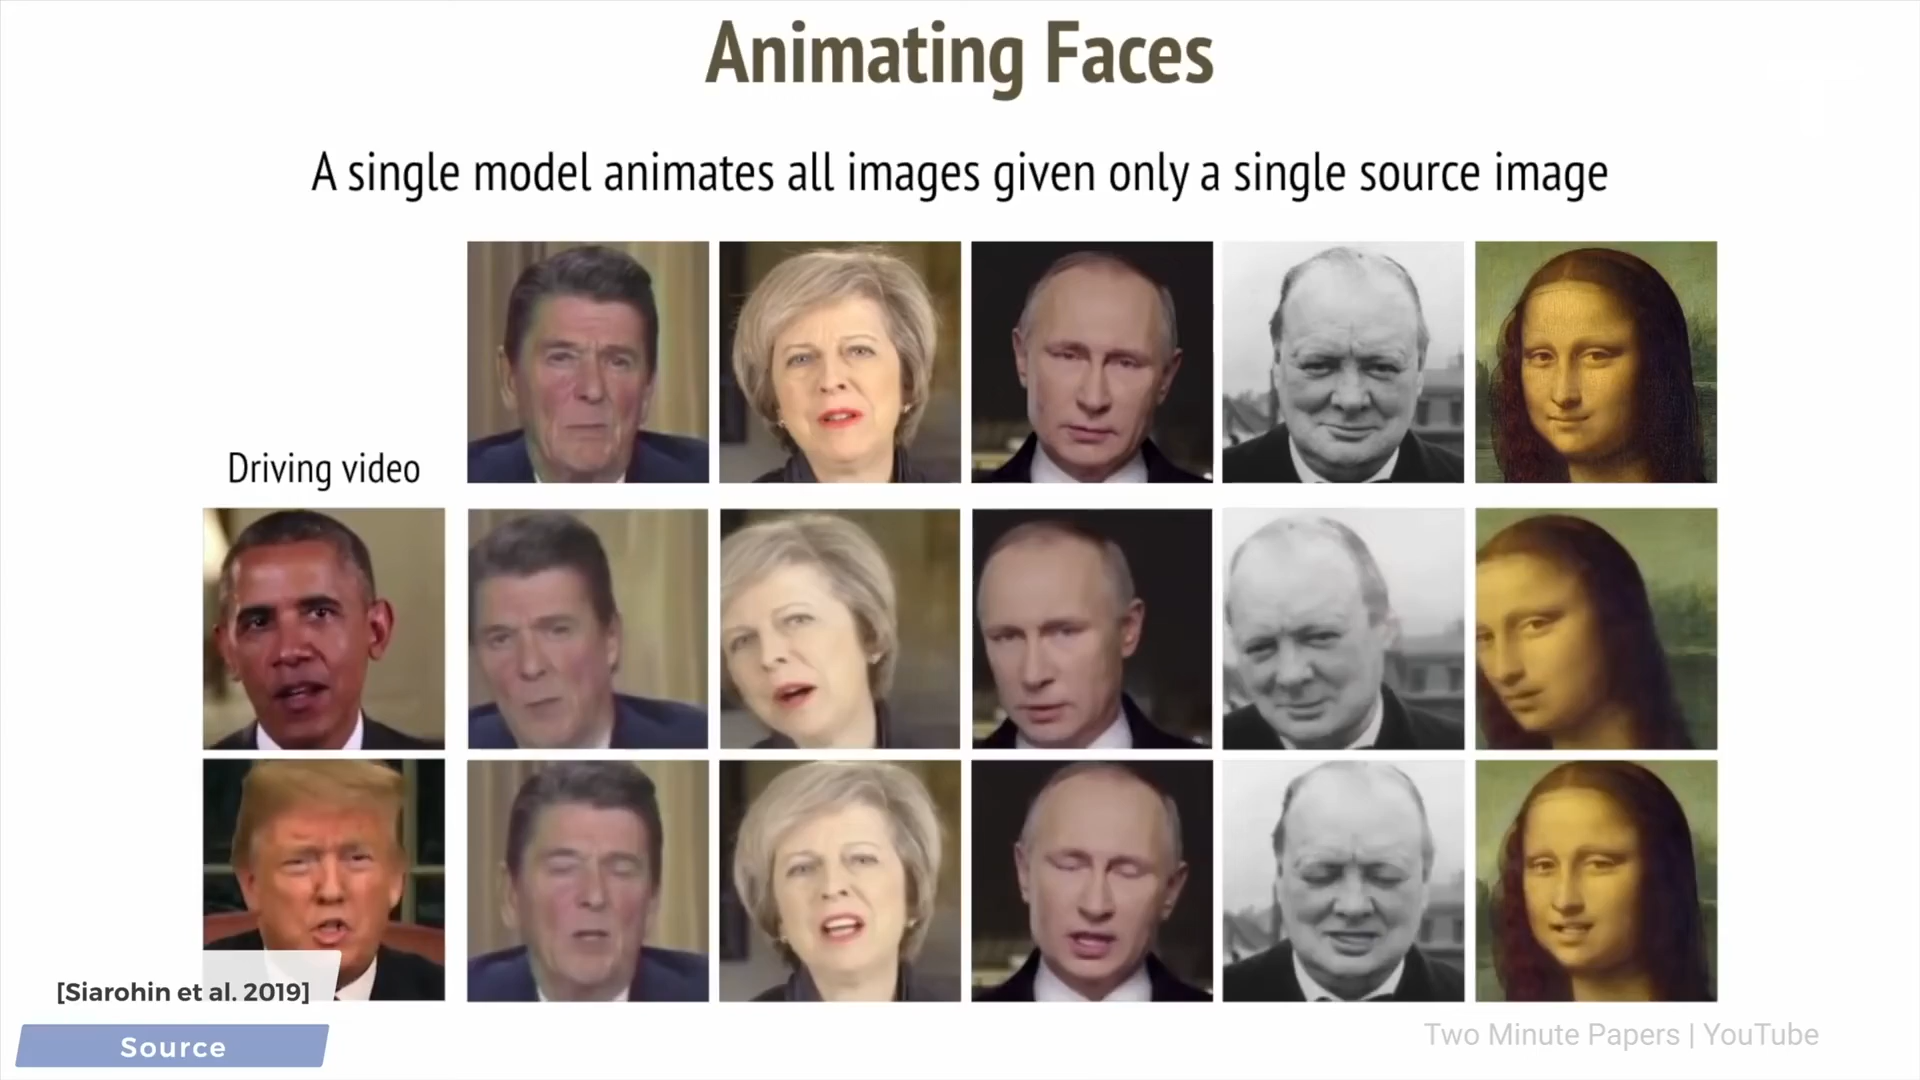 Animating Faces
A single model animates all images given only a single source image
Driving video
[Siarohin et al. 2019]
Source
Two Minute Papers | YouTube